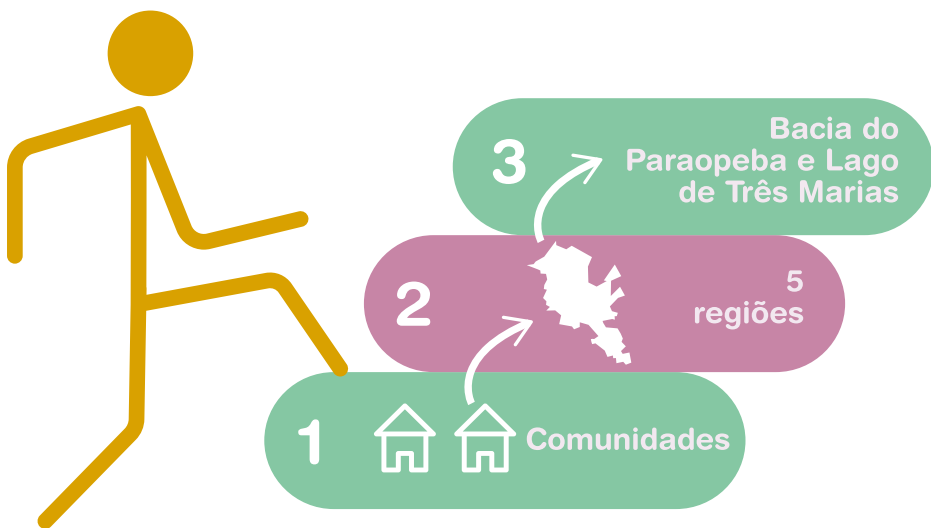 3
Bacia do
Paraopeba e Lago
de Três Marias
2
5
regiões
1
Comunidades